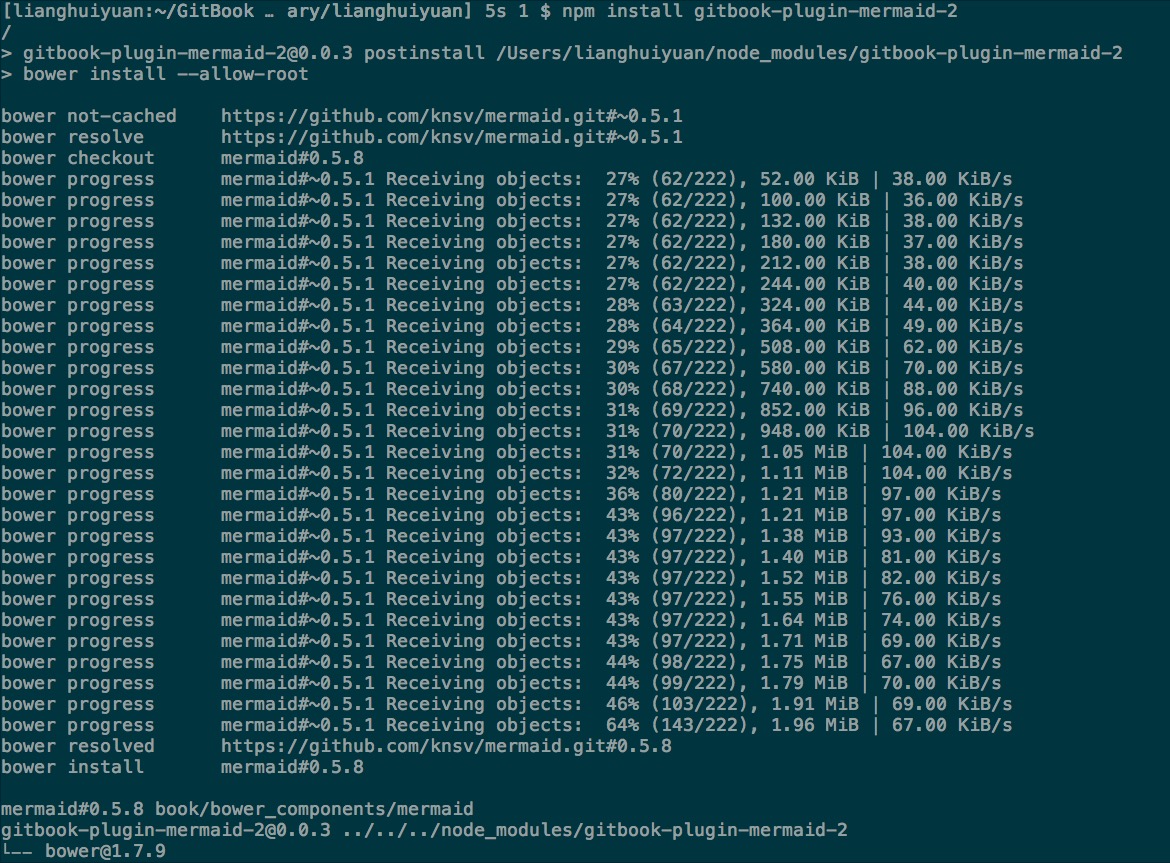 [lianghuiyuan:~/GitBook … ary/lianghuiyuan] 5s 1 $ npm install gitbook-plugin-mermaid-2
/
> gitbook-plugin-mermaid-2@0.0.3 postinstall /Users/lianghuiyuan/node_modules/gitbook-plugin-mermaid-2
> bower install --allow-root
bower not-cached    https://github.com/knsv/mermaid.git#~0.5.1
bower resolve       https://github.com/knsv/mermaid.git#~0.5.1
bower checkout      mermaid#0.5.8
bower progress      mermaid#~0.5.1 Receiving objects:  27% (62/222), 52.00 KiB | 38.00 KiB/s
bower progress      mermaid#~0.5.1 Receiving objects:  27% (62/222), 100.00 KiB | 36.00 KiB/s
bower progress      mermaid#~0.5.1 Receiving objects:  27% (62/222), 132.00 KiB | 38.00 KiB/s
bower progress      mermaid#~0.5.1 Receiving objects:  27% (62/222), 180.00 KiB | 37.00 KiB/s
bower progress      mermaid#~0.5.1 Receiving objects:  27% (62/222), 212.00 KiB | 38.00 KiB/s
bower progress      mermaid#~0.5.1 Receiving objects:  27% (62/222), 244.00 KiB | 40.00 KiB/s
bower progress      mermaid#~0.5.1 Receiving objects:  28% (63/222), 324.00 KiB | 44.00 KiB/s
bower progress      mermaid#~0.5.1 Receiving objects:  28% (64/222), 364.00 KiB | 49.00 KiB/s
bower progress      mermaid#~0.5.1 Receiving objects:  29% (65/222), 508.00 KiB | 62.00 KiB/s
bower progress      mermaid#~0.5.1 Receiving objects:  30% (67/222), 580.00 KiB | 70.00 KiB/s
bower progress      mermaid#~0.5.1 Receiving objects:  30% (68/222), 740.00 KiB | 88.00 KiB/s
bower progress      mermaid#~0.5.1 Receiving objects:  31% (69/222), 852.00 KiB | 96.00 KiB/s
bower progress      mermaid#~0.5.1 Receiving objects:  31% (70/222), 948.00 KiB | 104.00 KiB/s
bower progress      mermaid#~0.5.1 Receiving objects:  31% (70/222), 1.05 MiB | 104.00 KiB/s
bower progress      mermaid#~0.5.1 Receiving objects:  32% (72/222), 1.11 MiB | 104.00 KiB/s
bower progress      mermaid#~0.5.1 Receiving objects:  36% (80/222), 1.21 MiB | 97.00 KiB/s
bower progress      mermaid#~0.5.1 Receiving objects:  43% (96/222), 1.21 MiB | 97.00 KiB/s
bower progress      mermaid#~0.5.1 Receiving objects:  43% (97/222), 1.38 MiB | 93.00 KiB/s
bower progress      mermaid#~0.5.1 Receiving objects:  43% (97/222), 1.40 MiB | 81.00 KiB/s
bower progress      mermaid#~0.5.1 Receiving objects:  43% (97/222), 1.52 MiB | 82.00 KiB/s
bower progress      mermaid#~0.5.1 Receiving objects:  43% (97/222), 1.55 MiB | 76.00 KiB/s
bower progress      mermaid#~0.5.1 Receiving objects:  43% (97/222), 1.64 MiB | 74.00 KiB/s
bower progress      mermaid#~0.5.1 Receiving objects:  43% (97/222), 1.71 MiB | 69.00 KiB/s
bower progress      mermaid#~0.5.1 Receiving objects:  44% (98/222), 1.75 MiB | 67.00 KiB/s
bower progress      mermaid#~0.5.1 Receiving objects:  44% (99/222), 1.79 MiB | 70.00 KiB/s
bower progress      mermaid#~0.5.1 Receiving objects:  46% (103/222), 1.91 MiB | 69.00 KiB/s
bower progress      mermaid#~0.5.1 Receiving objects:  64% (143/222), 1.96 MiB | 67.00 KiB/s
bower resolved      https://github.com/knsv/mermaid.git#0.5.8
bower install       mermaid#0.5.8
mermaid#0.5.8 book/bower_components/mermaid
gitbook-plugin-mermaid-2@0.0.3 ../../../node_modules/gitbook-plugin-mermaid-2
└── bower@1.7.9